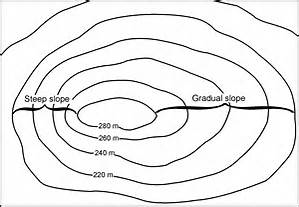 Steep slope
Gradual slope
280 m
260 m
240 m
220 m